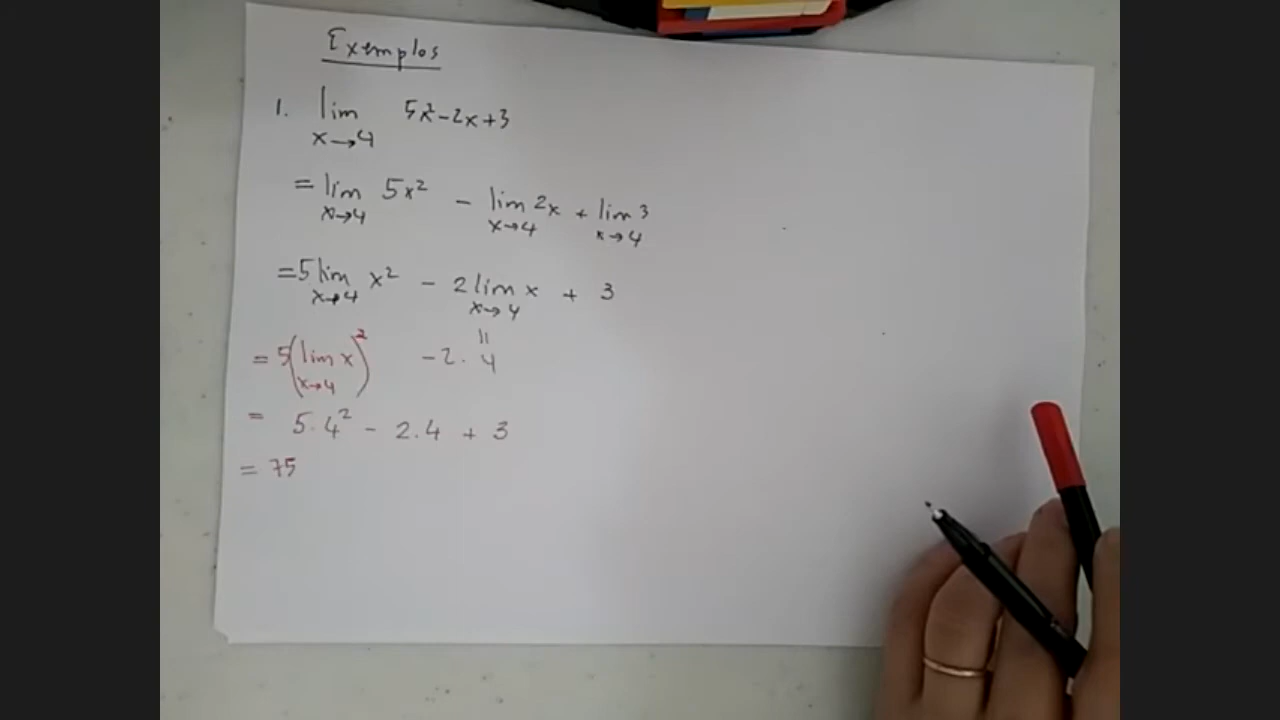 Exemplos
1. lim 5x²-2x+3
x→4
= lim 5x² - lim 2x + lim 3
x→4 x→4 x→4
=5 lim x² - 2 lim x + 3
x→4 x→4
= 5(lim x)² -2. 4
x→4
= 5.4² - 2.4 + 3
= 75